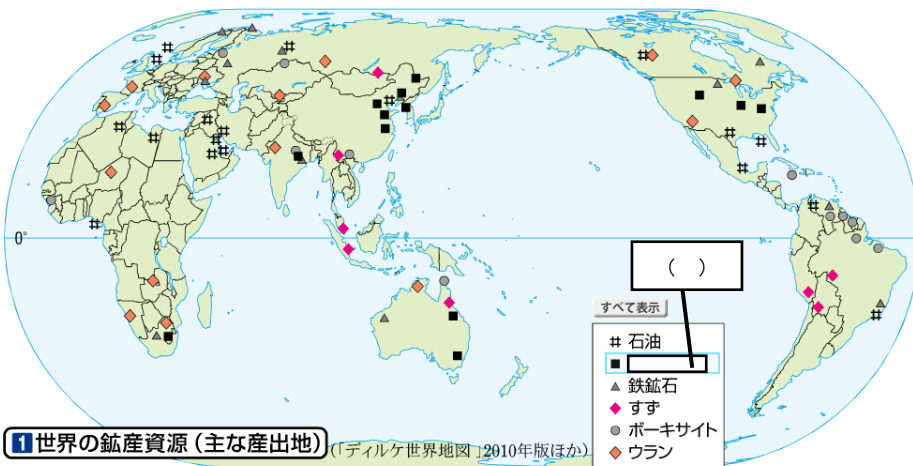 0°
( )
すべて表示
石油
鉄鉱石
すず
ボーキサイト
ウラン
1 世界の鉱産資源 (主な産出地) (「ディルケ世界地図」2010年版ほか)